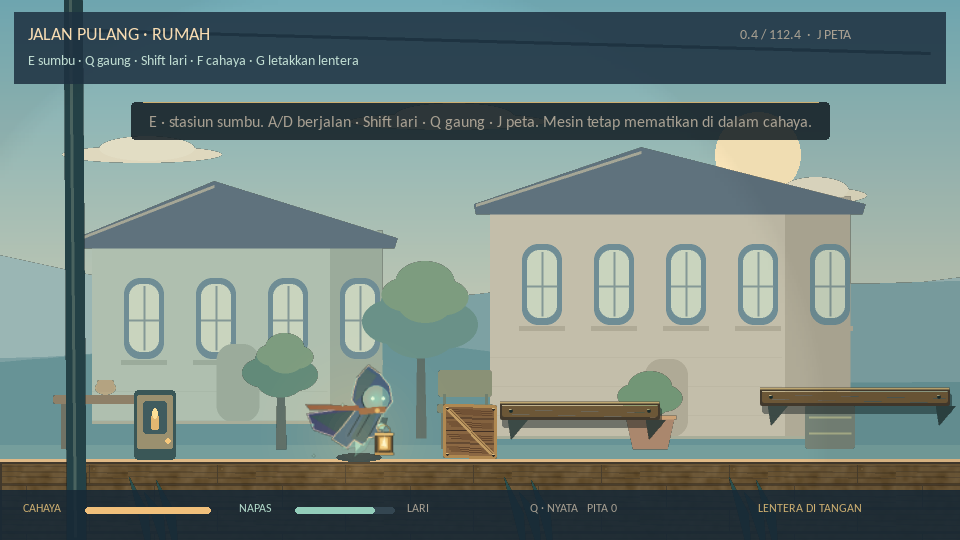 JALAN PULANG · RUMAH
0.4 / 112.4 · J PETA
E sumbu · Q gaung · Shift lari · F cahaya · G letakkan lentera
E · stasiun sumbu. A/D berjalan · Shift lari · Q gaung · J peta. Mesin tetap mematikan di dalam cahaya.
CAHAYA NAPAS LARI Q · NYATA PITA 0 LENTERA DI TANGAN